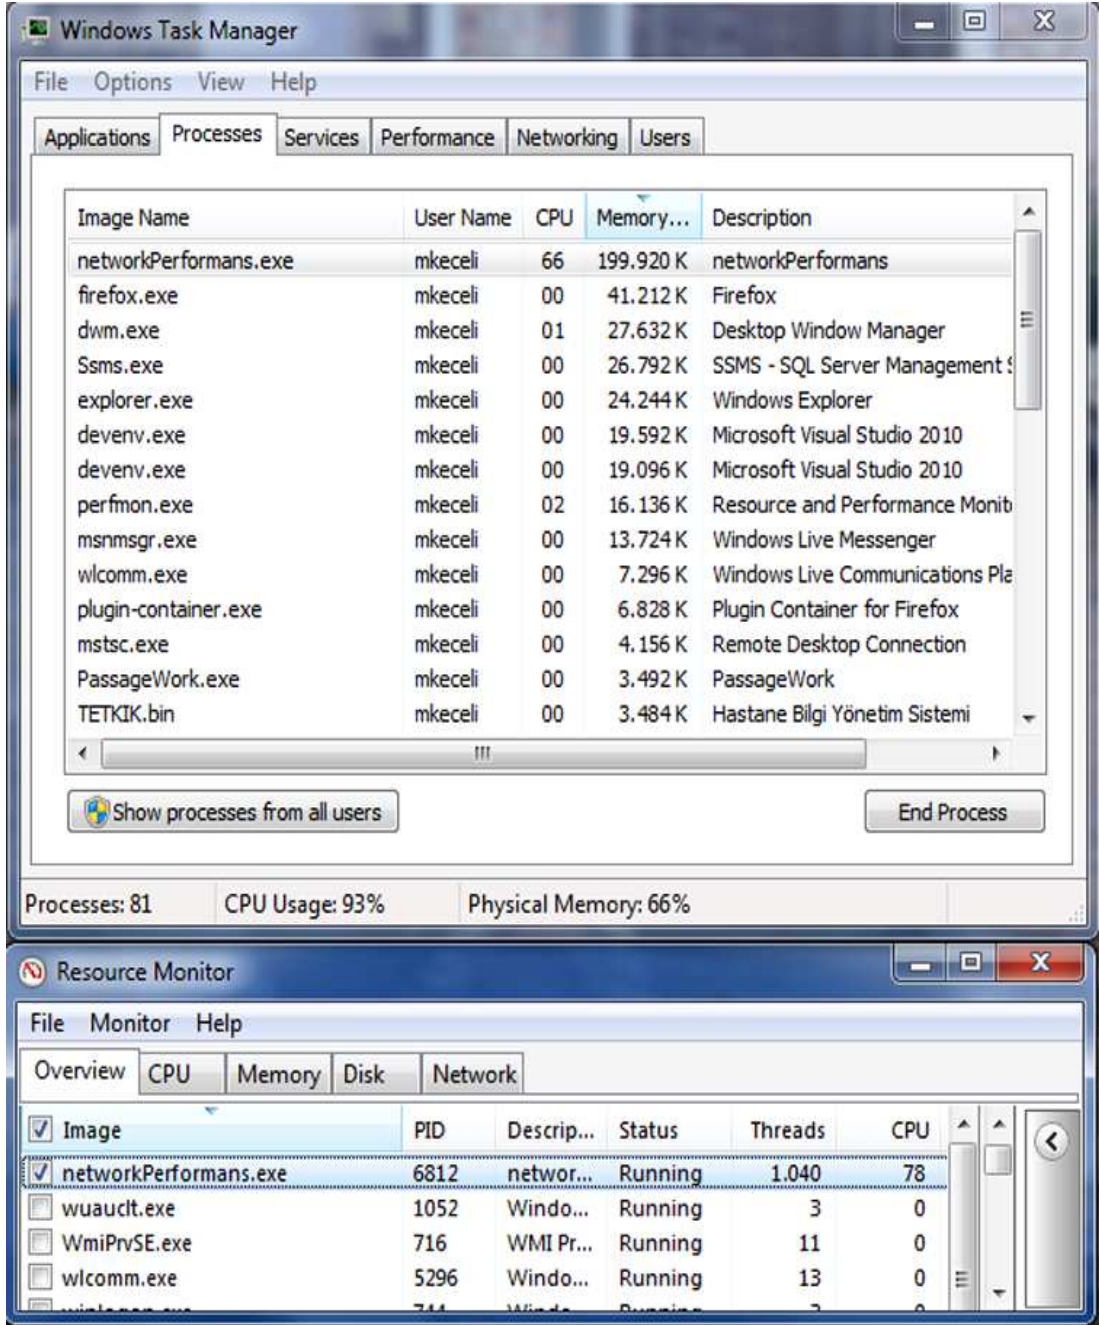 Windows Task Manager
File Options View Help
Applications Processes Services Performance Networking Users
Image Name User Name CPU Memory... Description
networkPerformans.exe mkeceli 66 199.920 K networkPerformans
firefox.exe mkeceli 00 41.212 K Firefox
dwm.exe mkeceli 01 27.632 K Desktop Window Manager
Ssms.exe mkeceli 00 26.792 K SSMS - SQL Server Management
explorer.exe mkeceli 00 24.244 K Windows Explorer
devenv.exe mkeceli 00 19.592 K Microsoft Visual Studio 2010
devenv.exe mkeceli 00 19.096 K Microsoft Visual Studio 2010
perfmon.exe mkeceli 02 16.136 K Resource and Performance Monit
msnmsgr.exe mkeceli 00 13.724 K Windows Live Messenger
wlcomm.exe mkeceli 00 7.296 K Windows Live Communications Pla
plugin-container.exe mkeceli 00 6.828 K Plugin Container for Firefox
mstsc.exe mkeceli 00 4.156 K Remote Desktop Connection
PassageWork.exe mkeceli 00 3.492 K PassageWork
TETKIK.bin mkeceli 00 3.484 K Hastane Bilgi Yönetim Sistemi
Show processes from all users End Process
Processes: 81 CPU Usage: 93% Physical Memory: 66%
Resource Monitor
File Monitor Help
Overview CPU Memory Disk Network
Image PID Descrip... Status Threads CPU
networkPerformans.exe 6812 networ... Running 1.040 78
wuauclt.exe 1052 Windo... Running 3 0
WmiPrvSE.exe 716 WMI Pr... Running 11 0
wlcomm.exe 5296 Windo... Running 13 0